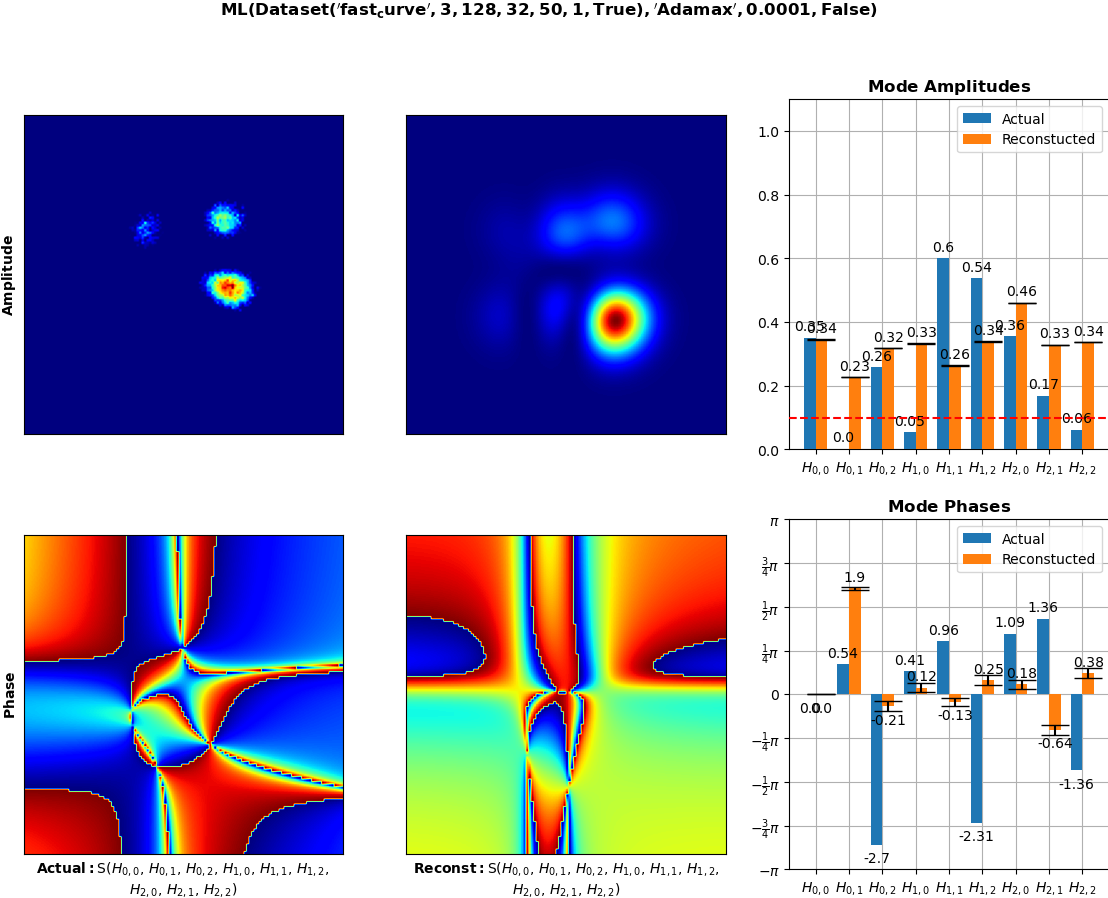 ML(Dataset('fast_curve', 3, 128, 32, 50, 1, True), 'Adamax', 0.0001, False)
Amplitude
Mode Amplitudes
Actual
Reconstucted
1.0
0.8
0.6
0.4
0.2
0.0
0.35 0.34
0.0 0.23
0.26 0.32
0.05 0.33
0.6 0.26
0.54 0.34
0.36 0.46
0.17 0.33
0.06 0.34
H0,0 H0,1 H0,2 H1,0 H1,1 H1,2 H2,0 H2,1 H2,2
Phase
Actual: S(H0,0, H0,1, H0,2, H1,0, H1,1, H1,2,
H2,0, H2,1, H2,2)
Reconst: S(H0,0, H0,1, H0,2, H1,0, H1,1, H1,2,
H2,0, H2,1, H2,2)
Mode Phases
Actual
Reconstucted
π
3/4π
1/2π
1/4π
0
−1/4π
−1/2π
−3/4π
−π
0.0 0.0
0.54 1.9
-2.7 -0.21
0.41 0.12
0.96 -0.13
-2.31 0.25
1.09 0.18
1.36 -0.64
-1.36 0.38
H0,0 H0,1 H0,2 H1,0 H1,1 H1,2 H2,0 H2,1 H2,2